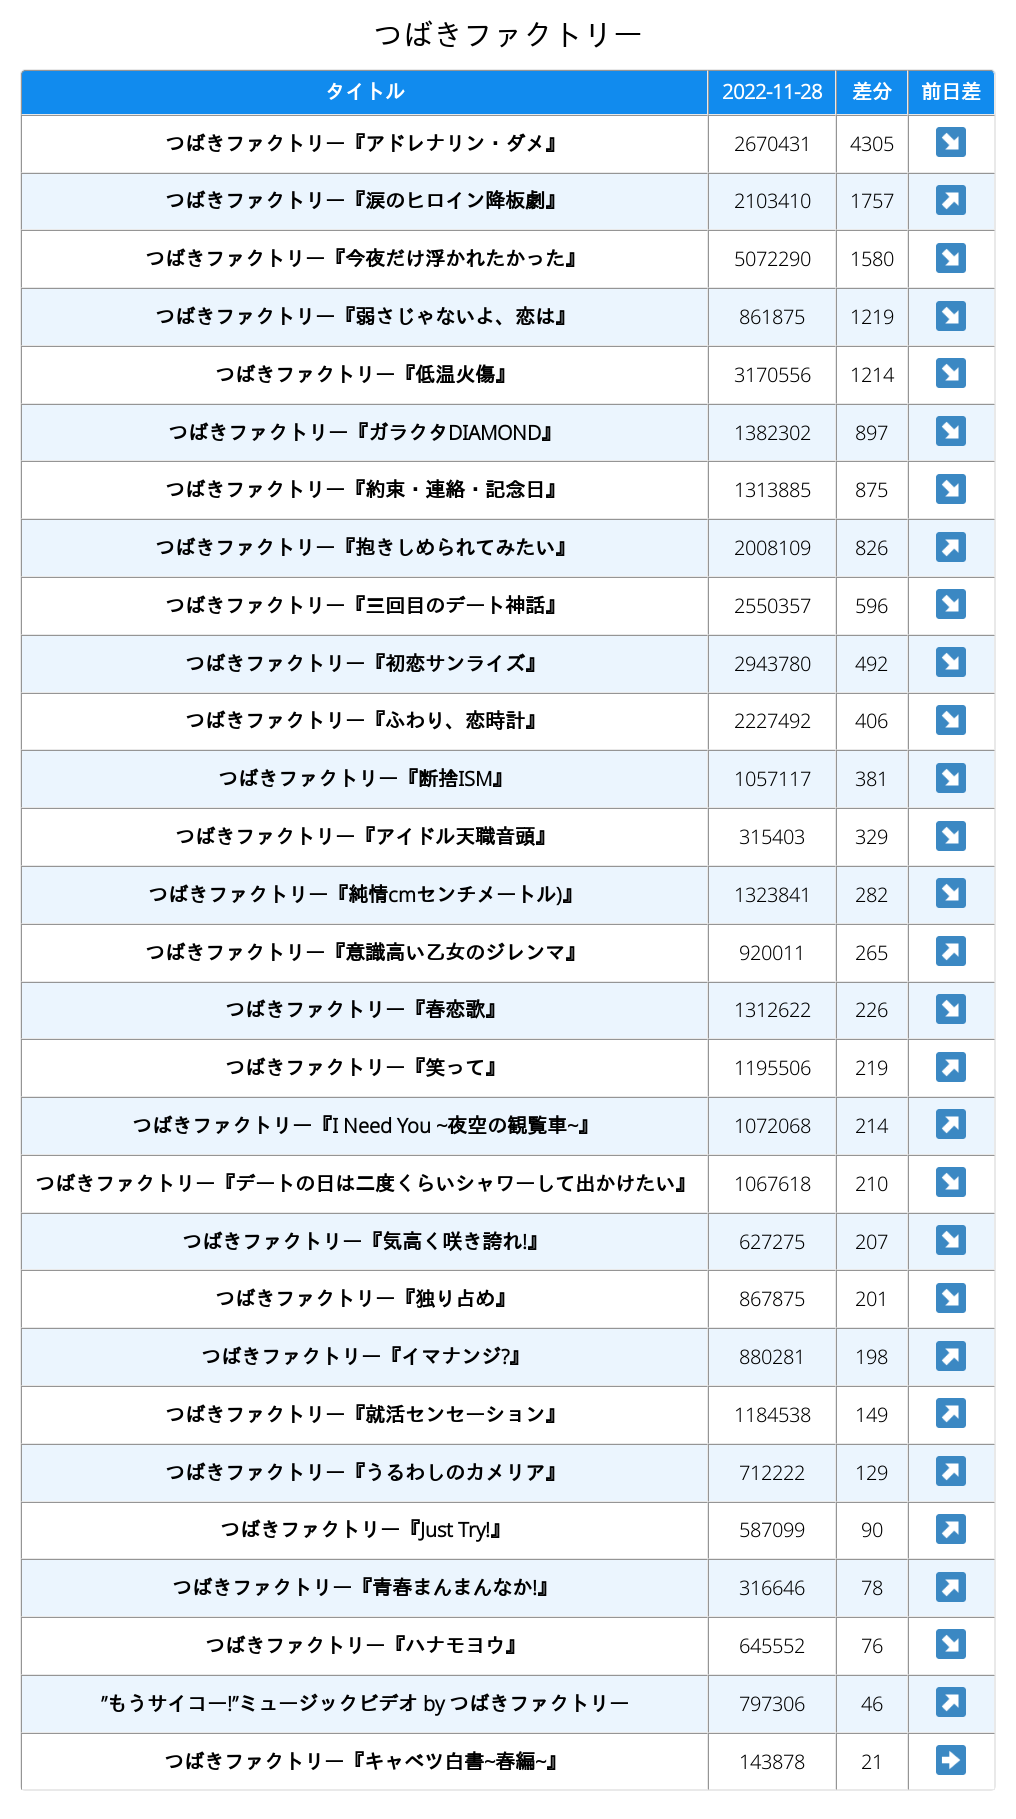 つばきファクトリー
タイトル 2022-11-28 差分 前日差
つばきファクトリー『アドレナリン・ダメ』 2670431 4305 ↘
つばきファクトリー『涙のヒロイン降板劇』 2103410 1757 ↗
つばきファクトリー『今夜だけ浮かれたかった』 5072290 1580 ↘
つばきファクトリー『弱さじゃないよ、恋は』 861875 1219 ↘
つばきファクトリー『低温火傷』 3170556 1214 ↘
つばきファクトリー『ガラクタDIAMOND』 1382302 897 ↘
つばきファクトリー『約束・連絡・記念日』 1313885 875 ↘
つばきファクトリー『抱きしめられてみたい』 2008109 826 ↗
つばきファクトリー『三回目のデート神話』 2550357 596 ↘
つばきファクトリー『初恋サンライズ』 2943780 492 ↘
つばきファクトリー『ふわり、恋時計』 2227492 406 ↘
つばきファクトリー『断捨ISM』 1057117 381 ↘
つばきファクトリー『アイドル天職音頭』 315403 329 ↘
つばきファクトリー『純情cmセンチメートル)』 1323841 282 ↘
つばきファクトリー『意識高い乙女のジレンマ』 920011 265 ↗
つばきファクトリー『春恋歌』 1312622 226 ↘
つばきファクトリー『笑って』 1195506 219 ↗
つばきファクトリー『I Need You ~夜空の観覧車~』 1072068 214 ↗
つばきファクトリー『デートの日は二度くらいシャワーして出かけたい』 1067618 210 ↘
つばきファクトリー『気高く咲き誇れ!』 627275 207 ↘
つばきファクトリー『独り占め』 867875 201 ↘
つばきファクトリー『イマナンジ?』 880281 198 ↗
つばきファクトリー『就活センセーション』 1184538 149 ↗
つばきファクトリー『うるわしのカメリア』 712222 129 ↗
つばきファクトリー『Just Try!』 587099 90 ↗
つばきファクトリー『青春まんまんなか!』 316646 78 ↗
つばきファクトリー『ハナモヨウ』 645552 76 ↘
”もうサイコー!”ミュージックビデオ by つばきファクトリー 797306 46 ↗
つばきファクトリー『キャベツ白書~春編~』 143878 21 ➡